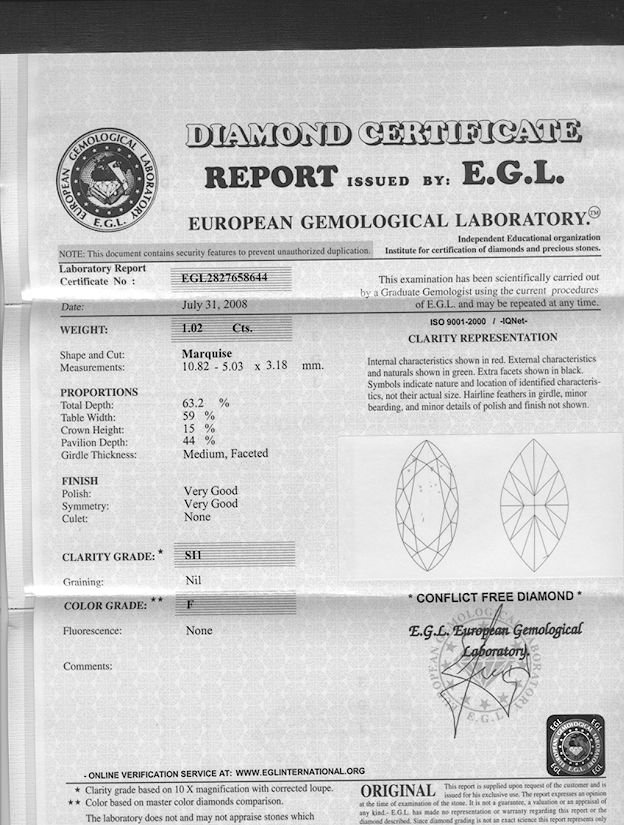 DIAMOND CERTIFICATE
REPORT ISSUED BY: E.G.L.
EUROPEAN GEMOLOGICAL LABORATORY
E.G.L.
EUROPEAN GEMOLOGICAL LABORATORY.™
Independent Educational organization
Institute for certification of diamonds and precious stones.
NOTE: This document contains security features to prevent unauthorized duplication.
Laboratory Report
Certificate No : EGL2827658644
Date: July 31, 2008
This examination has been scientifically carried out
by a Graduate Gemologist using the current procedures
of E.G.L. and may be repeated at any time.
WEIGHT: 1.02 Cts.
Shape and Cut: Marquise
Measurements: 10.82 - 5.03 x 3.18 mm.
PROPORTIONS
Total Depth: 63.2 %
Table Width: 59 %
Crown Height: 15 %
Pavilion Depth: 44 %
Girdle Thickness: Medium, Faceted
FINISH
Polish: Very Good
Symmetry: Very Good
Culet: None
CLARITY GRADE: * SI1
Graining: Nil
COLOR GRADE: ** F
Fluorescence: None
Comments:
ISO 9001-2000 / -IQNet-
CLARITY REPRESENTATION
Internal characteristics shown in red. External characteristics
and naturals shown in green. Extra facets shown in black.
Symbols indicate nature and location of identified characteris-
tics, not their actual size. Hairline feathers in girdle, minor
bearding, and minor details of polish and finish not shown.
* CONFLICT FREE DIAMOND *
E.G.L. European Gemological
Laboratory.
EUROPEAN GEMOLOGICAL LABORATORY
E.G.L.
EGL EGL
EGL EGL
- ONLINE VERIFICATION SERVICE AT: WWW.EGLINTERNATIONAL.ORG
* Clarity grade based on 10 X magnification with corrected loupe.
** Color based on master color diamonds comparison.
The laboratory does not and may not appraise stones which
ORIGINAL This report is supplied upon request of the customer and is
issued for his exclusive use. The report expresses an opinion
at the time of examination of the stone. It is not a guarantee, a valuation or an appraisal of
any kind.- E.G.L. has made no representation or warranty regarding this report or the
diamond described. Since diamond grading is not an exact science this report represents only